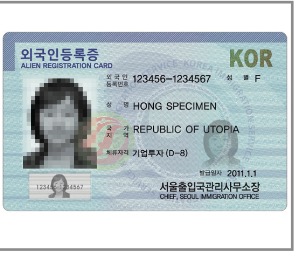 외국인등록증 KOR
ALIEN REGISTRATION CARD
외국인등록번호 123456-1234567 성별 F
성명 HONG SPECIMEN
국가지역 REPUBLIC OF UTOPIA
체류자격 기업투자 (D-8)
발급일자 2011.1.1
123456-1234567
서울출입국관리사무소장
CHIEF, SEOUL IMMIGRATION OFFICE